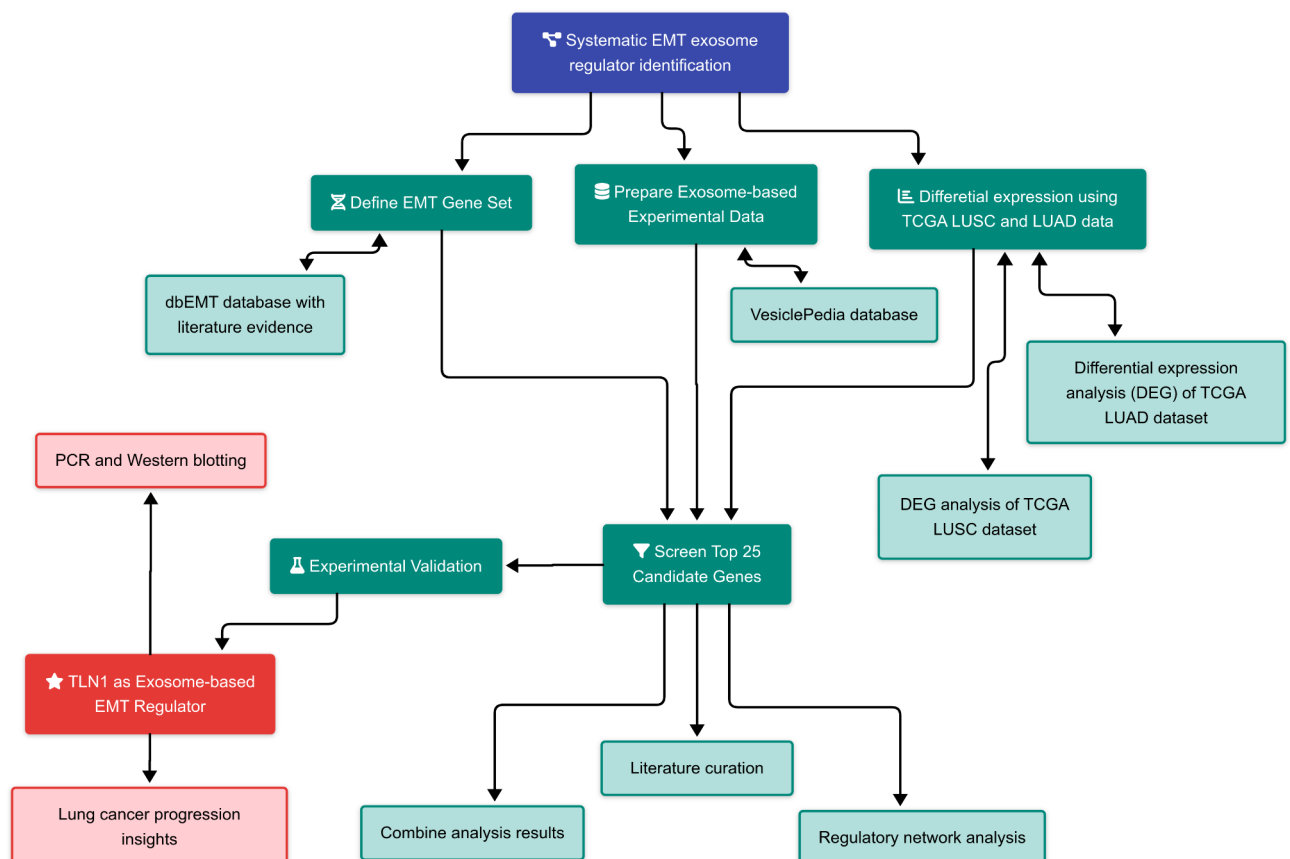 Systematic EMT exosome
regulator identification
Define EMT Gene Set
Prepare Exosome-based
Experimental Data
Differetial expression using
TCGA LUSC and LUAD data
dbEMT database with
literature evidence
VesiclePedia database
Differential expression
analysis (DEG) of TCGA
LUAD dataset
PCR and Western blotting
DEG analysis of TCGA
LUSC dataset
Experimental Validation
Screen Top 25
Candidate Genes
TLN1 as Exosome-based
EMT Regulator
Literature curation
Lung cancer progression
insights
Combine analysis results
Regulatory network analysis